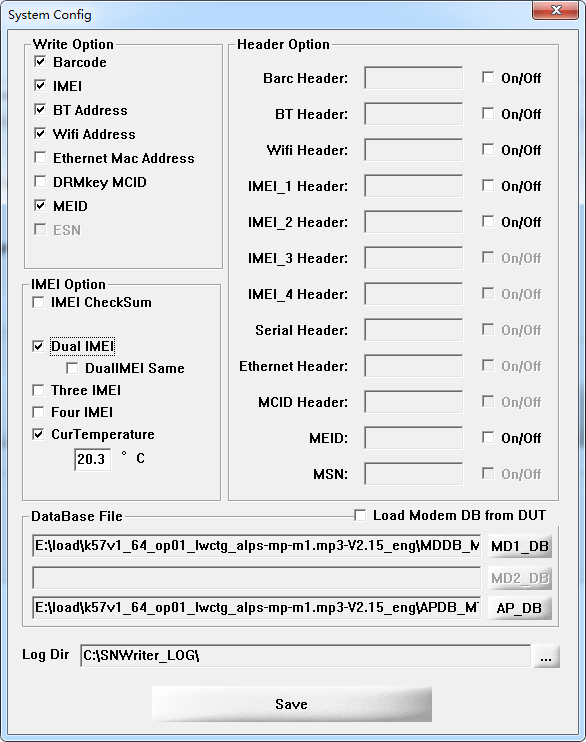 System Config
Write Option
Barcode
IMEI
BT Address
Wifi Address
Ethernet Mac Address
DRMkey MCID
MEID
ESN
IMEI Option
IMEI CheckSum
Dual IMEI
DualIMEI Same
Three IMEI
Four IMEI
CurTemperature
20.3 ° C
Header Option
Barc Header: On/Off
BT Header: On/Off
Wifi Header: On/Off
IMEI_1 Header: On/Off
IMEI_2 Header: On/Off
IMEI_3 Header: On/Off
IMEI_4 Header: On/Off
Serial Header: On/Off
Ethernet Header: On/Off
MCID Header: On/Off
MEID: On/Off
MSN: On/Off
DataBase File
Load Modem DB from DUT
E:\load\k57v1_64_op01_lwctg_alps-mp-m1.mp3-V2.15_eng\MDDB_M MD1_DB
MD2_DB
E:\load\k57v1_64_op01_lwctg_alps-mp-m1.mp3-V2.15_eng\APDB_M AP_DB
Log Dir C:\SNWriter_LOG\ ...
Save